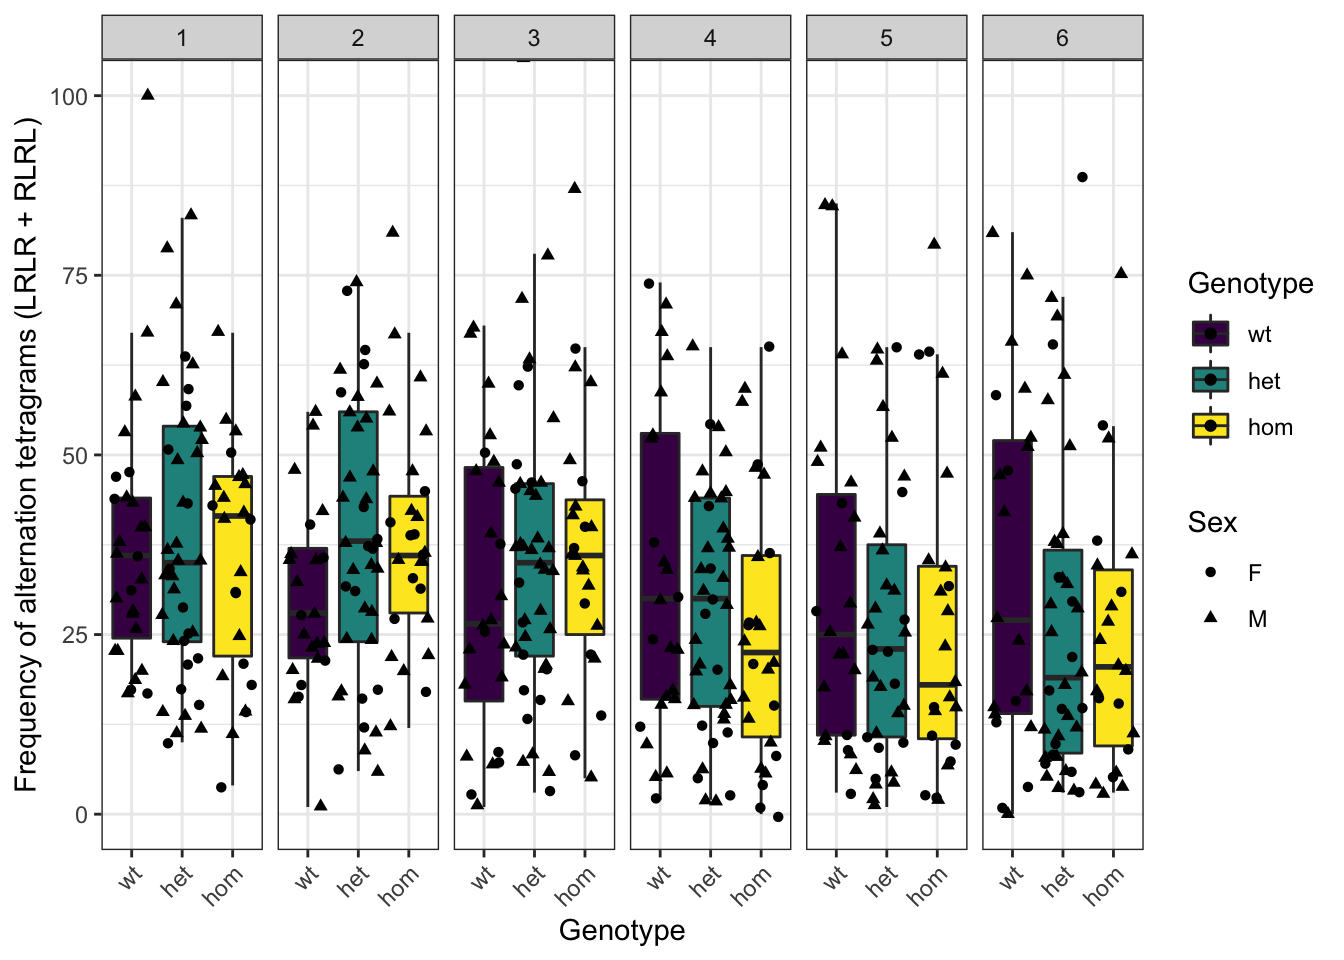 1 2 3 4 5 6
Frequency of alternation tetragrams (LRLR + RLRL)
100
75
50
25
0
wt het hom wt het hom wt het hom wt het hom wt het hom wt het hom
Genotype
Genotype
wt
het
hom
Sex
F
M